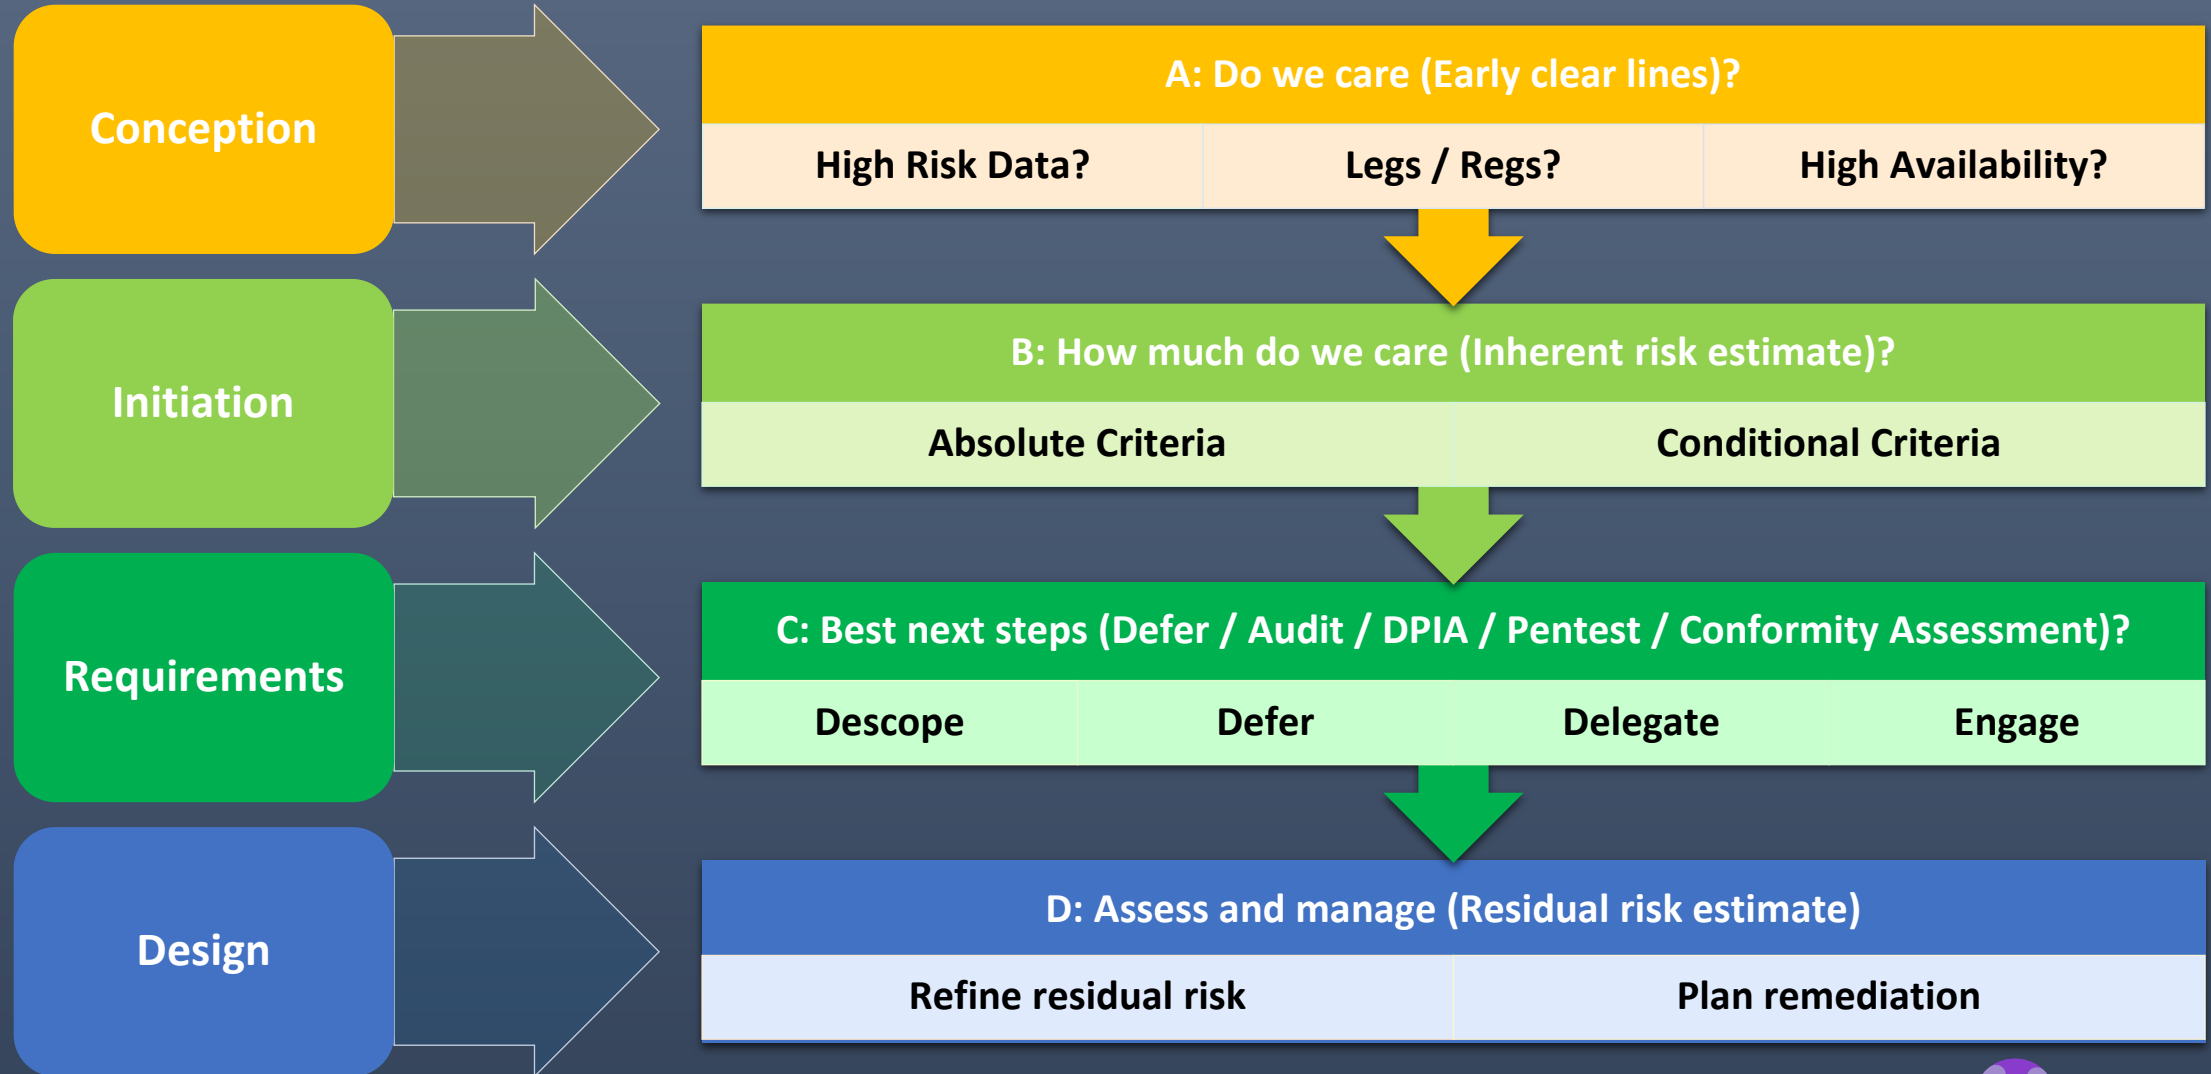 Conception
A: Do we care (Early clear lines)?
High Risk Data?
Legs / Regs?
High Availability?
Initiation
B: How much do we care (Inherent risk estimate)?
Absolute Criteria
Conditional Criteria
Requirements
C: Best next steps (Defer / Audit / DPIA / Pentest / Conformity Assessment)?
Descope
Defer
Delegate
Engage
Design
D: Assess and manage (Residual risk estimate)
Refine residual risk
Plan remediation